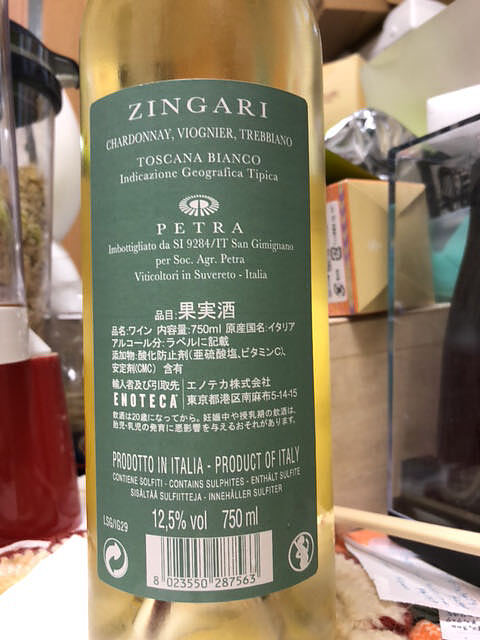 ZINGARI
CHARDONNAY, VIOGNIER, TREBBIANO
TOSCANA BIANCO
Indicazione Geografica Tipica
PETRA
Imbottigliato da SI 9284/IT San Gimignano
per Soc. Agr. Petra
Viticoltori in Suvereto - Italia
品目:果実酒
品名:ワイン 内容量:750ml 原産国名:イタリア
アルコール分:ラベルに記載
添加物:酸化防止剤(亜硫酸塩、ビタミンC)、
安定剤(CMC) 含有
輸入者及び引取先 エノテカ株式会社
ENOTECA 東京都港区南麻布5-14-15
飲酒は20歳になってから。妊娠中や授乳期の飲酒は、
胎児・乳児の発育に悪影響を与えるおそれがあります。
PRODOTTO IN ITALIA - PRODUCT OF ITALY
CONTIENE SOLFITI - CONTAINS SULPHITES - ENTHÄLT SULFITE
SISÄLTÄÄ SULFIITTEJA - INNEHÅLLER SULFITER
LSG/IG29
12,5% vol 750 ml
8 023550 287563